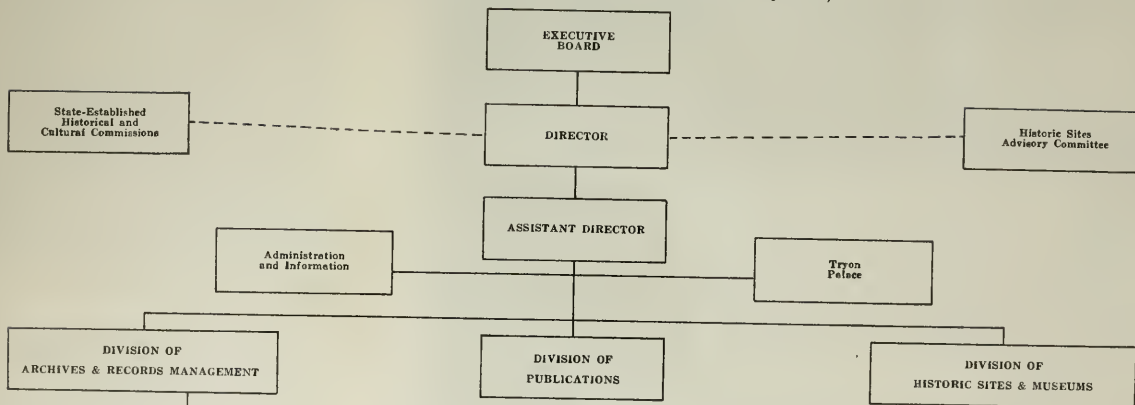 EXECUTIVE
BOARD
State-Established
Historical and
Cultural Commissions
DIRECTOR
Historic Sites
Advisory Committee
ASSISTANT DIRECTOR
Administration
and Information
Tryon
Palace
DIVISION OF
ARCHIVES & RECORDS MANAGEMENT
DIVISION OF
PUBLICATIONS
DIVISION OF
HISTORIC SITES & MUSEUMS